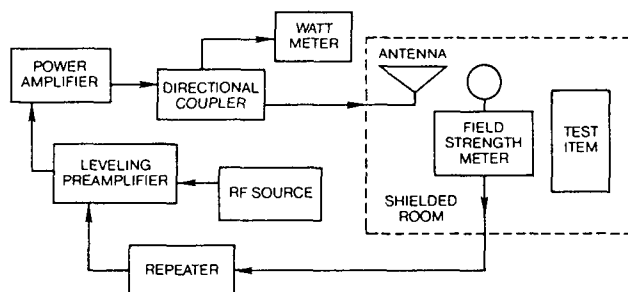 WATT
METER
POWER
AMPLIFIER
DIRECTIONAL
COUPLER
ANTENNA
FIELD
STRENGTH
METER
TEST
ITEM
LEVELING
PREAMPLIFIER
RF SOURCE
SHIELDED
ROOM
REPEATER